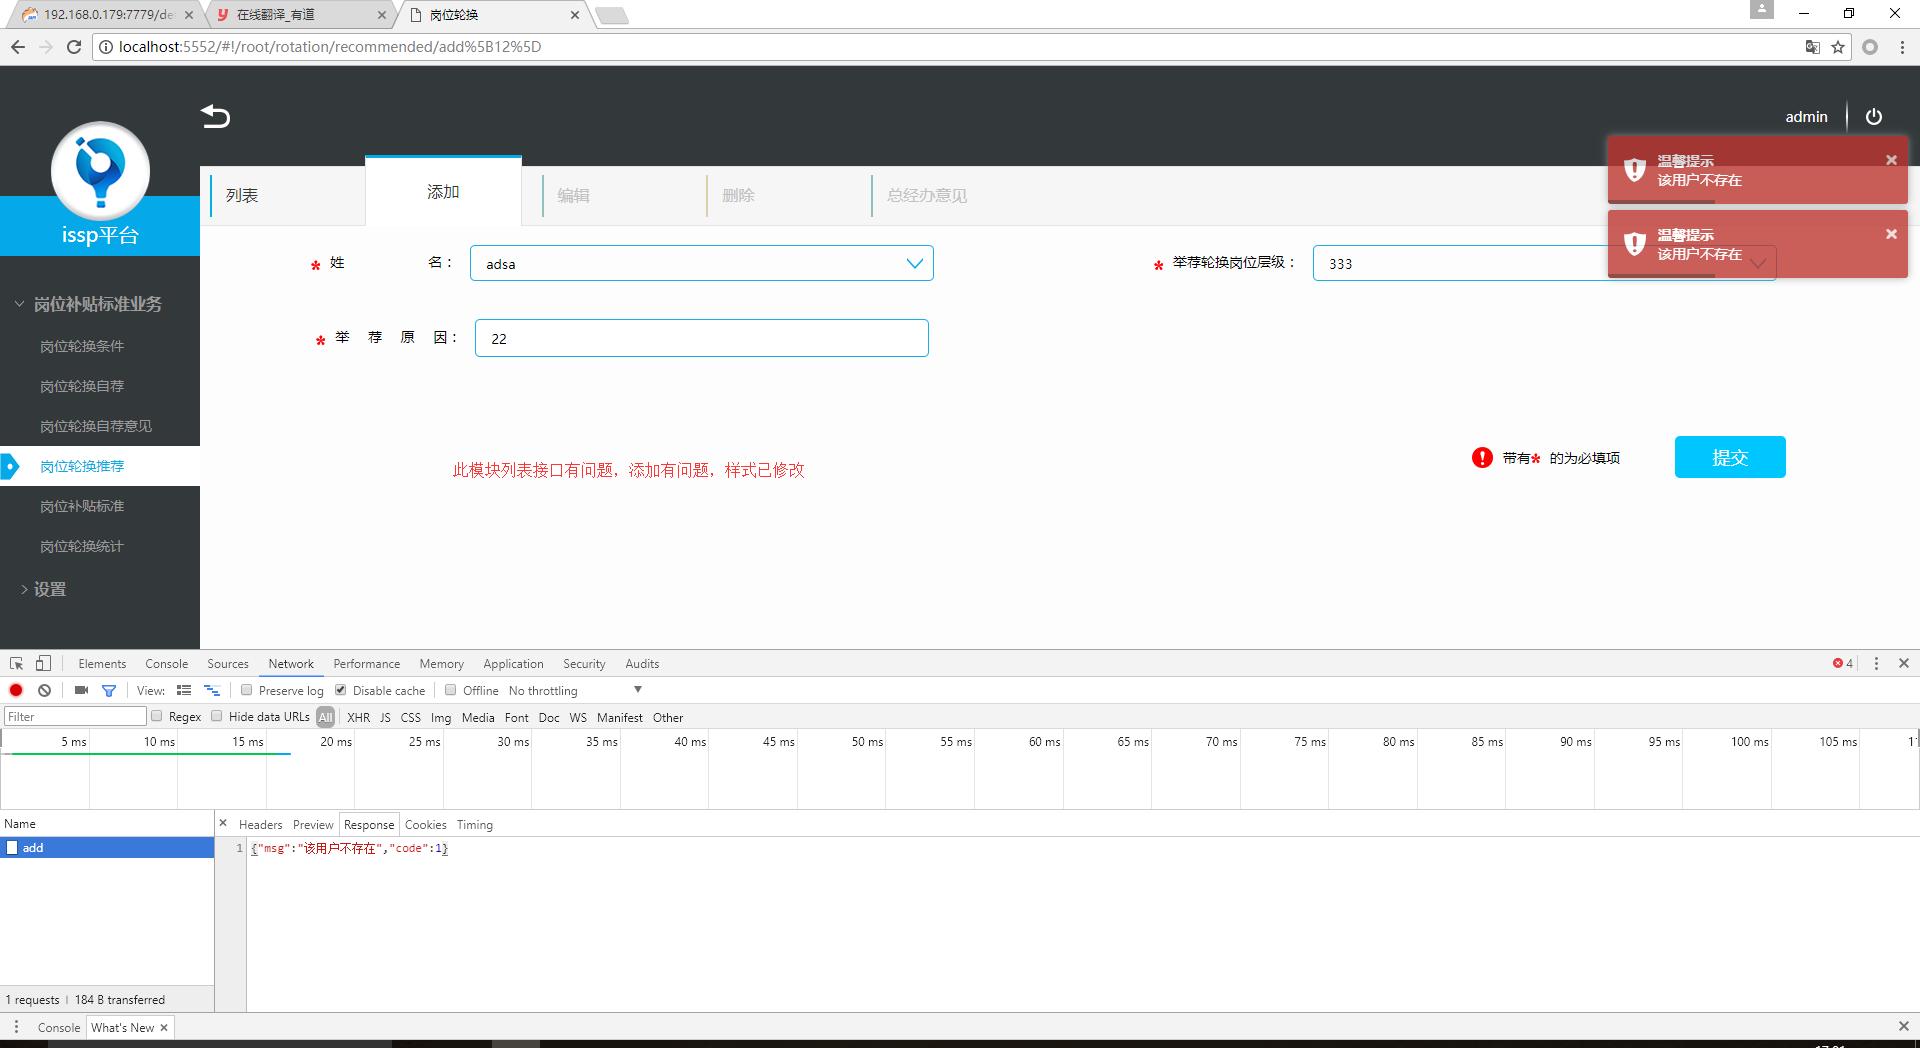 192.168.0.179:7779/de
在线翻译_有道
岗位轮换
localhost:5552/#!/root/rotation/recommended/add%5B12%5D
admin
issp平台
列表
添加
编辑
删除
总经办意见
温馨提示
该用户不存在
温馨提示
该用户不存在
* 姓 名：
adsa
* 举荐轮换岗位层级：
333
* 举 荐 原 因：
22
此模块列表接口有问题，添加有问题，样式已修改
带有* 的为必填项
提交
岗位补贴标准业务
岗位轮换条件
岗位轮换自荐
岗位轮换自荐意见
岗位轮换推荐
岗位补贴标准
岗位轮换统计
设置
Elements Console Sources Network Performance Memory Application Security Audits
4
View: Preserve log Disable cache Offline No throttling
Filter Regex Hide data URLs All XHR JS CSS Img Media Font Doc WS Manifest Other
5 ms 10 ms 15 ms 20 ms 25 ms 30 ms 35 ms 40 ms 45 ms 50 ms 55 ms 60 ms 65 ms 70 ms 75 ms 80 ms 85 ms 90 ms 95 ms 100 ms 105 ms
Name
Headers Preview Response Cookies Timing
add
1 {"msg":"该用户不存在","code":1}
1 requests | 184 B transferred
Console What's New